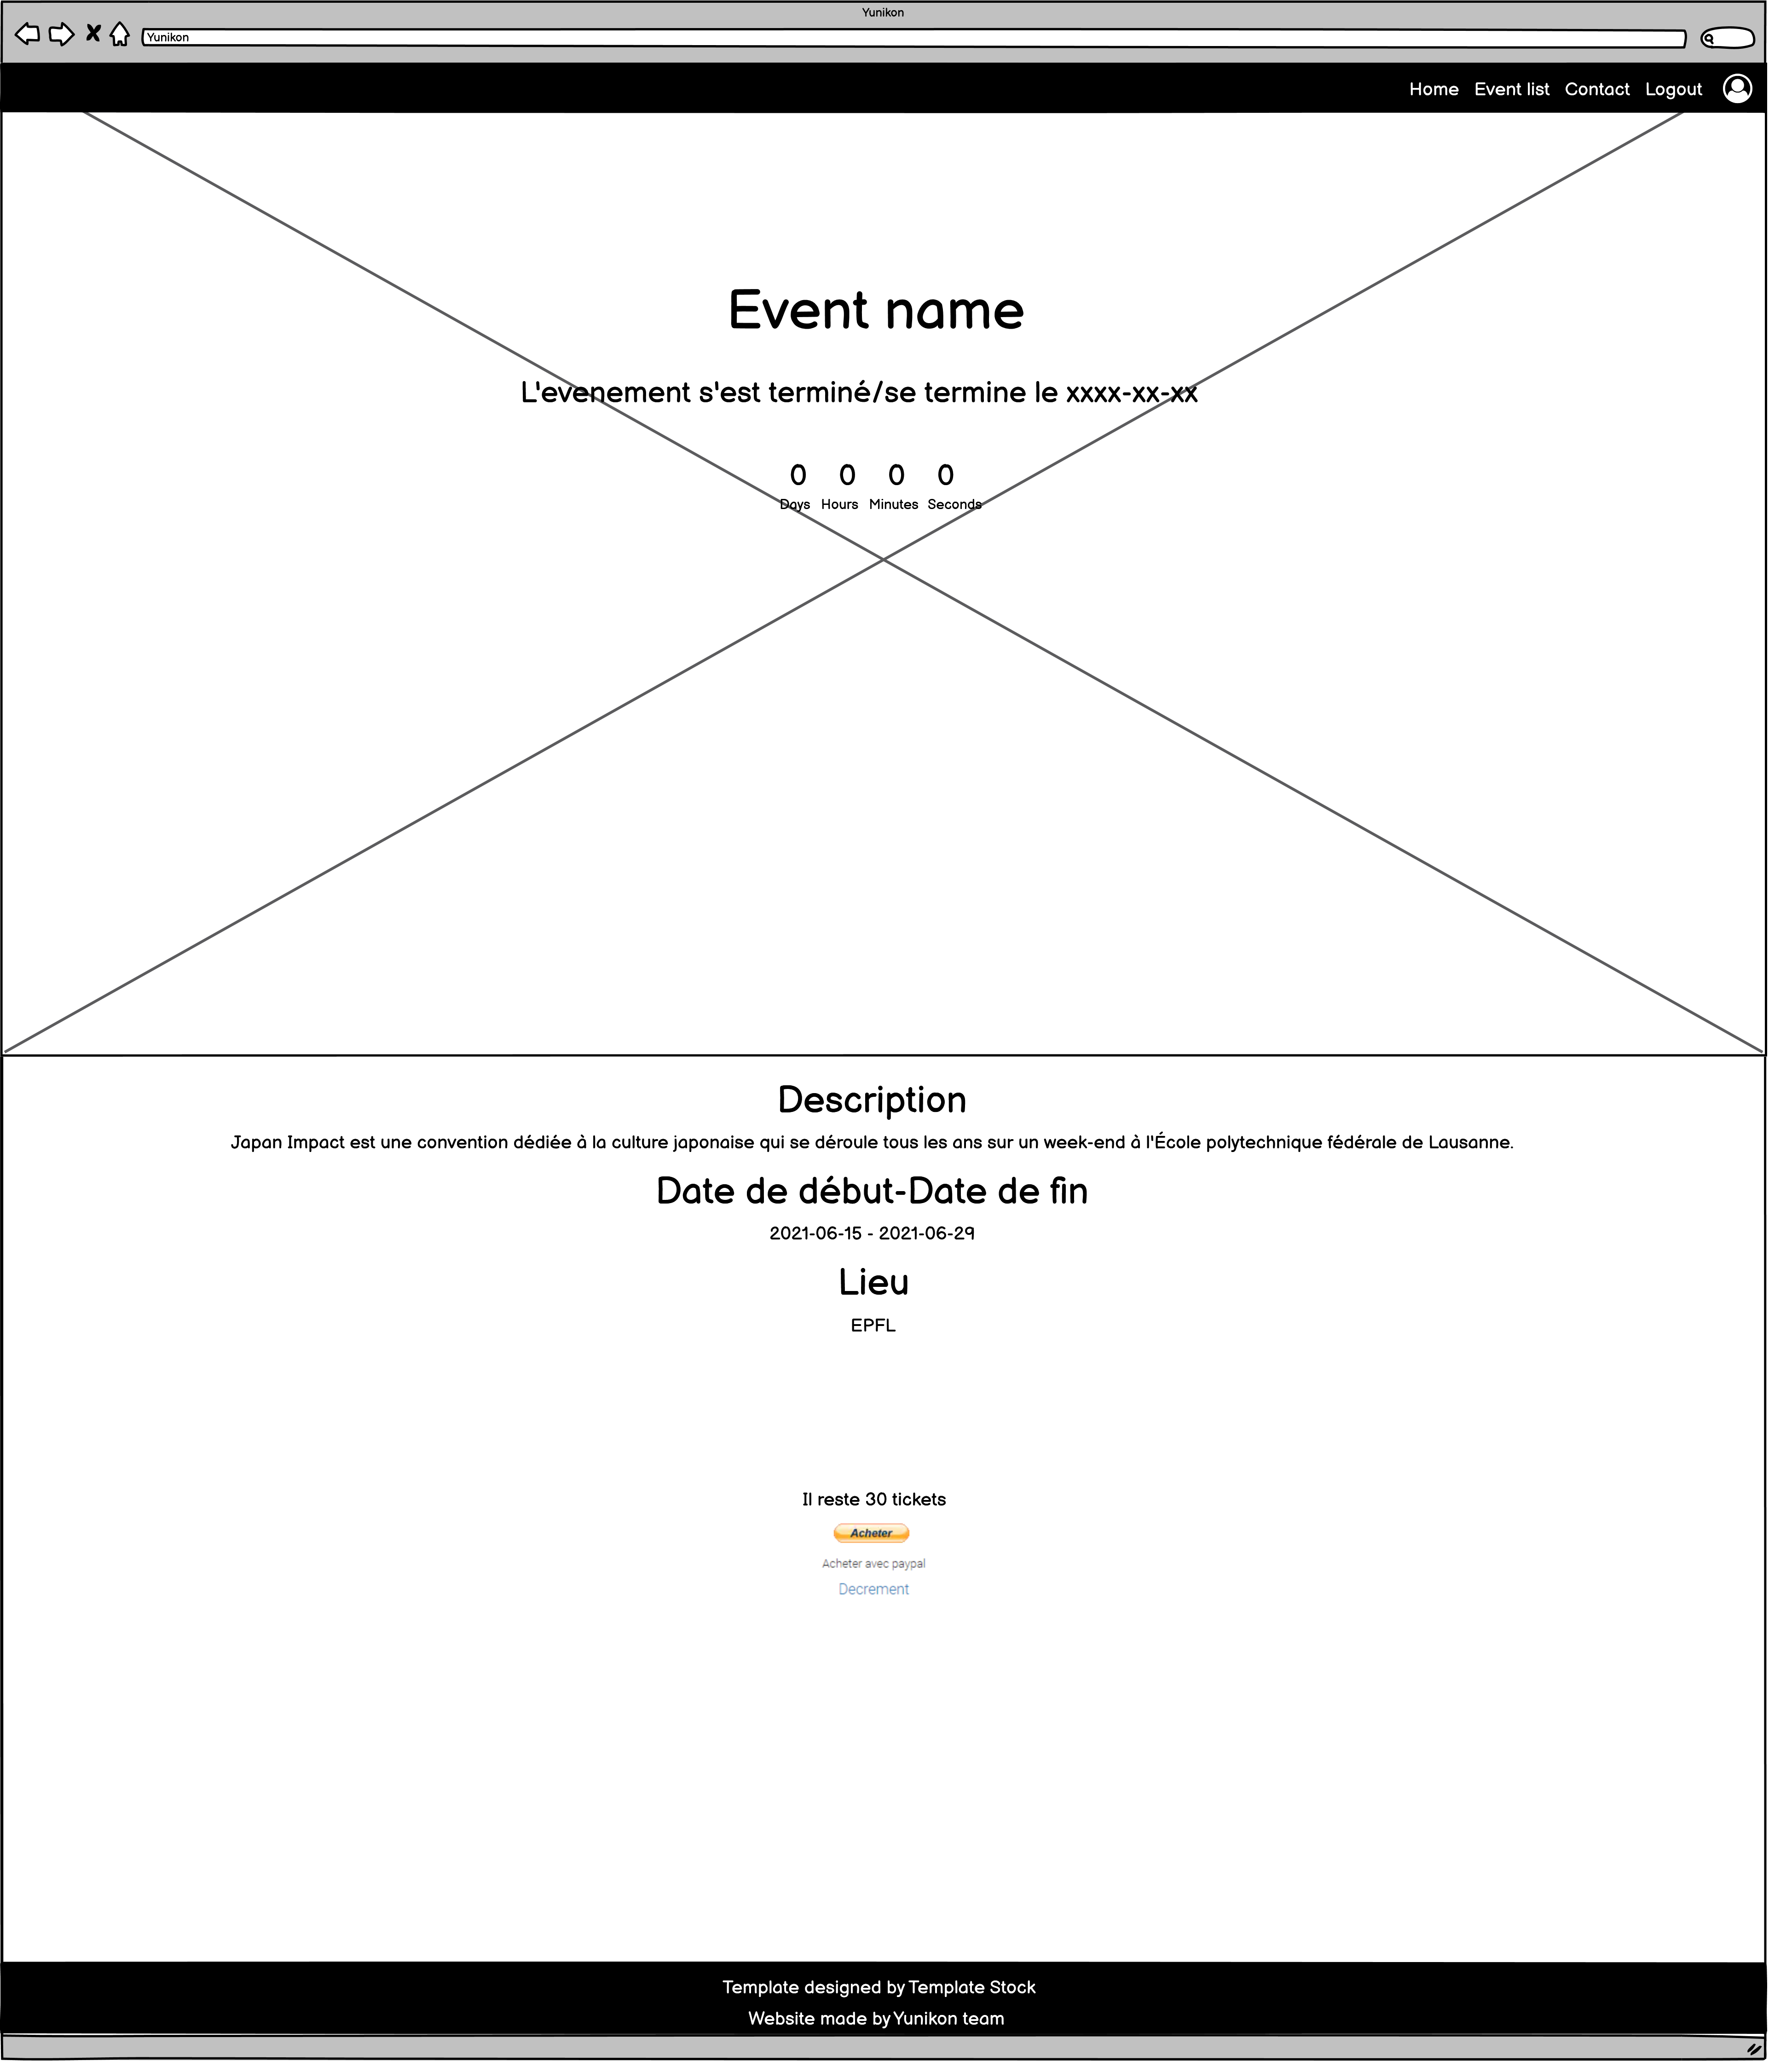 Yunikon
Yunikon
Home Event list Contact Logout
Event name
L'evenement s'est terminé/se termine le xxxx-xx-xx
0 0 0 0
Days Hours Minutes Seconds
Description
Japan Impact est une convention dédiée à la culture japonaise qui se déroule tous les ans sur un week-end à l'École polytechnique fédérale de Lausanne.
Date de début-Date de fin
2021-06-15 - 2021-06-29
Lieu
EPFL
Il reste 30 tickets
Acheter
Acheter avec paypal
Decrement
Template designed by Template Stock
Website made by Yunikon team